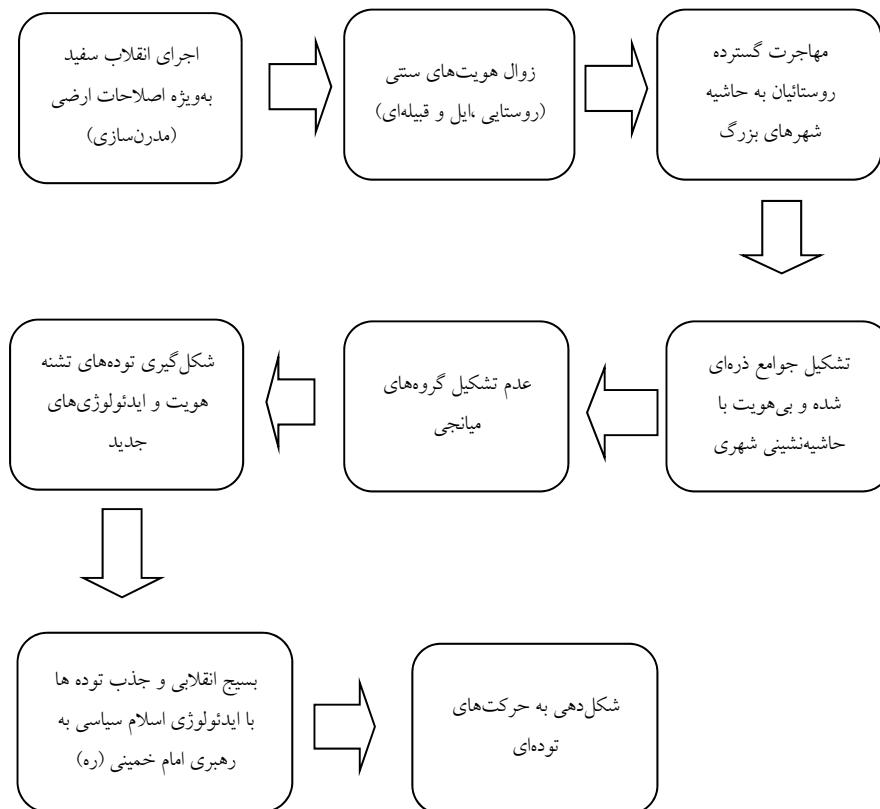 اجرای انقلاب سفید
به‌ویژه اصلاحات ارضی
(مدرن‌سازی)
زوال هویت‌های سنتی
(روستایی ،ایل و قبیله‌ای)
مهاجرت گسترده
روستائیان به حاشیه
شهرهای بزرگ
تشکیل جوامع ذره‌ای
شده و بی‌هویت با
حاشیه‌نشینی شهری
عدم تشکیل گروه‌های
میانجی
شکل‌گیری توده‌های تشنه
هویت و ایدئولوژی‌های
جدید
بسیج انقلابی و جذب توده ها
با ایدئولوژی اسلام سیاسی به
رهبری امام خمینی (ره)
شکل‌دهی به حرکت‌های
توده‌ای